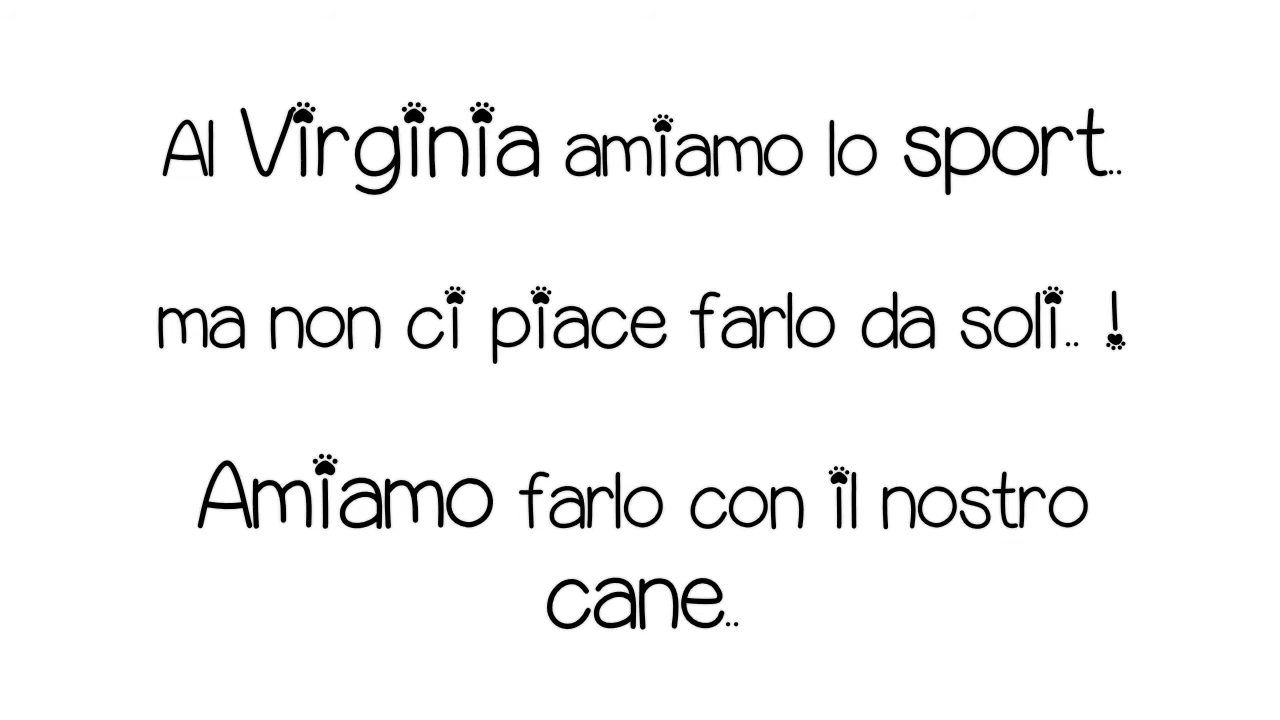 Al Virginia amiamo lo sport..
ma non ci piace farlo da soli.. !
Amiamo farlo con il nostro
cane..